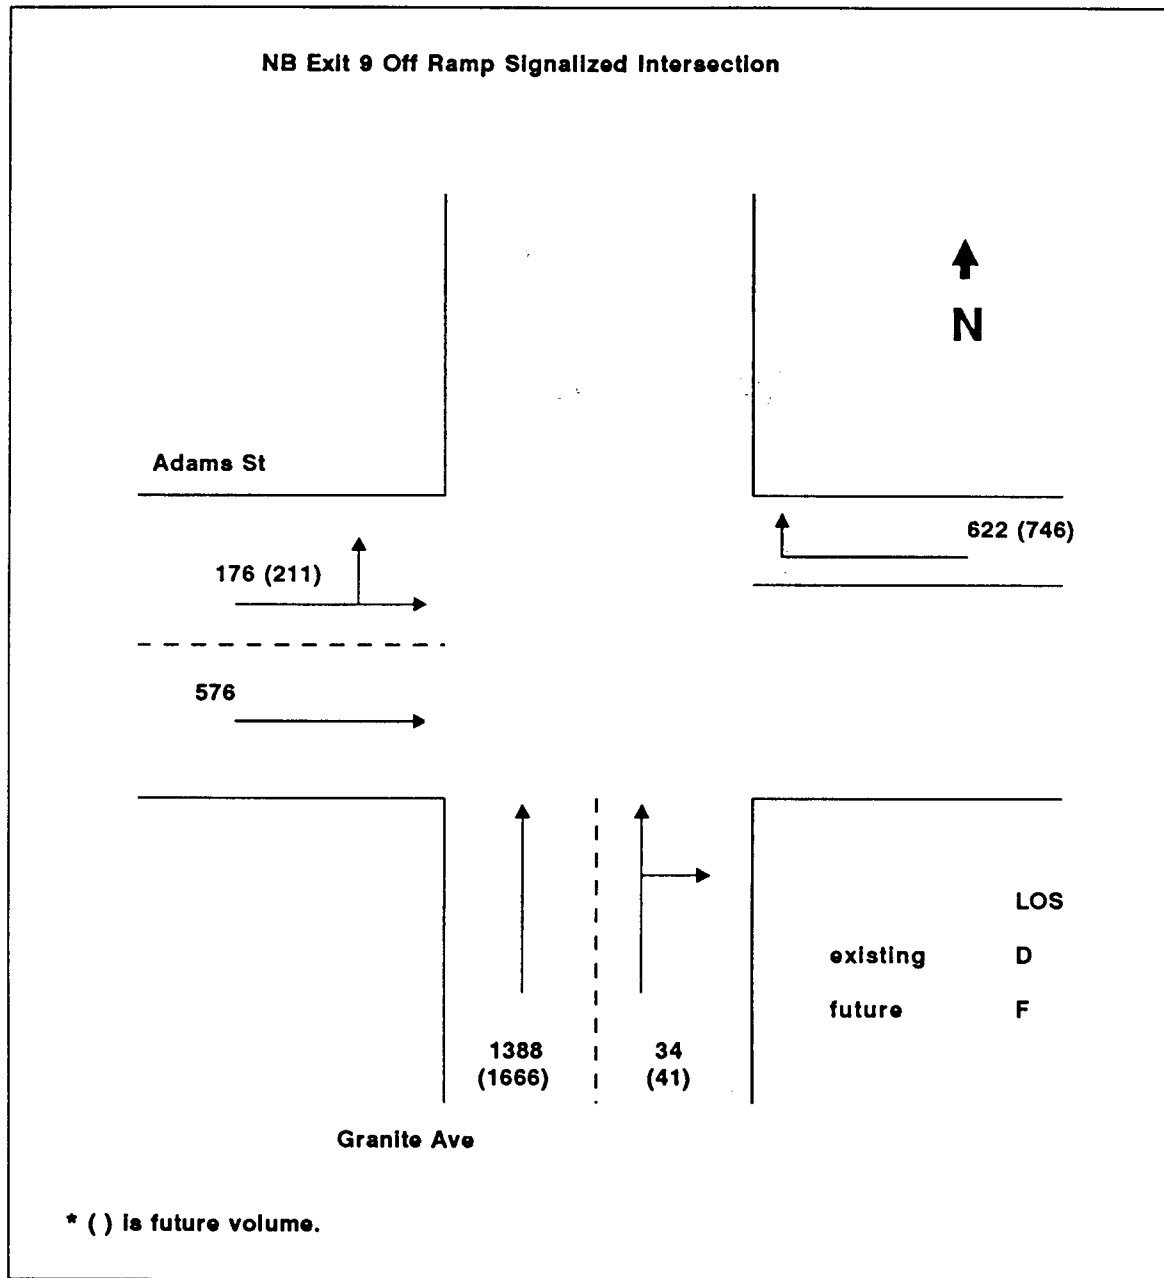 NB Exit 9 Off Ramp Signalized Intersection
N
Adams St
622 (746)
176 (211)
576
LOS
existing D
future F
1388 34
(1666) (41)
Granite Ave
* ( ) is future volume.